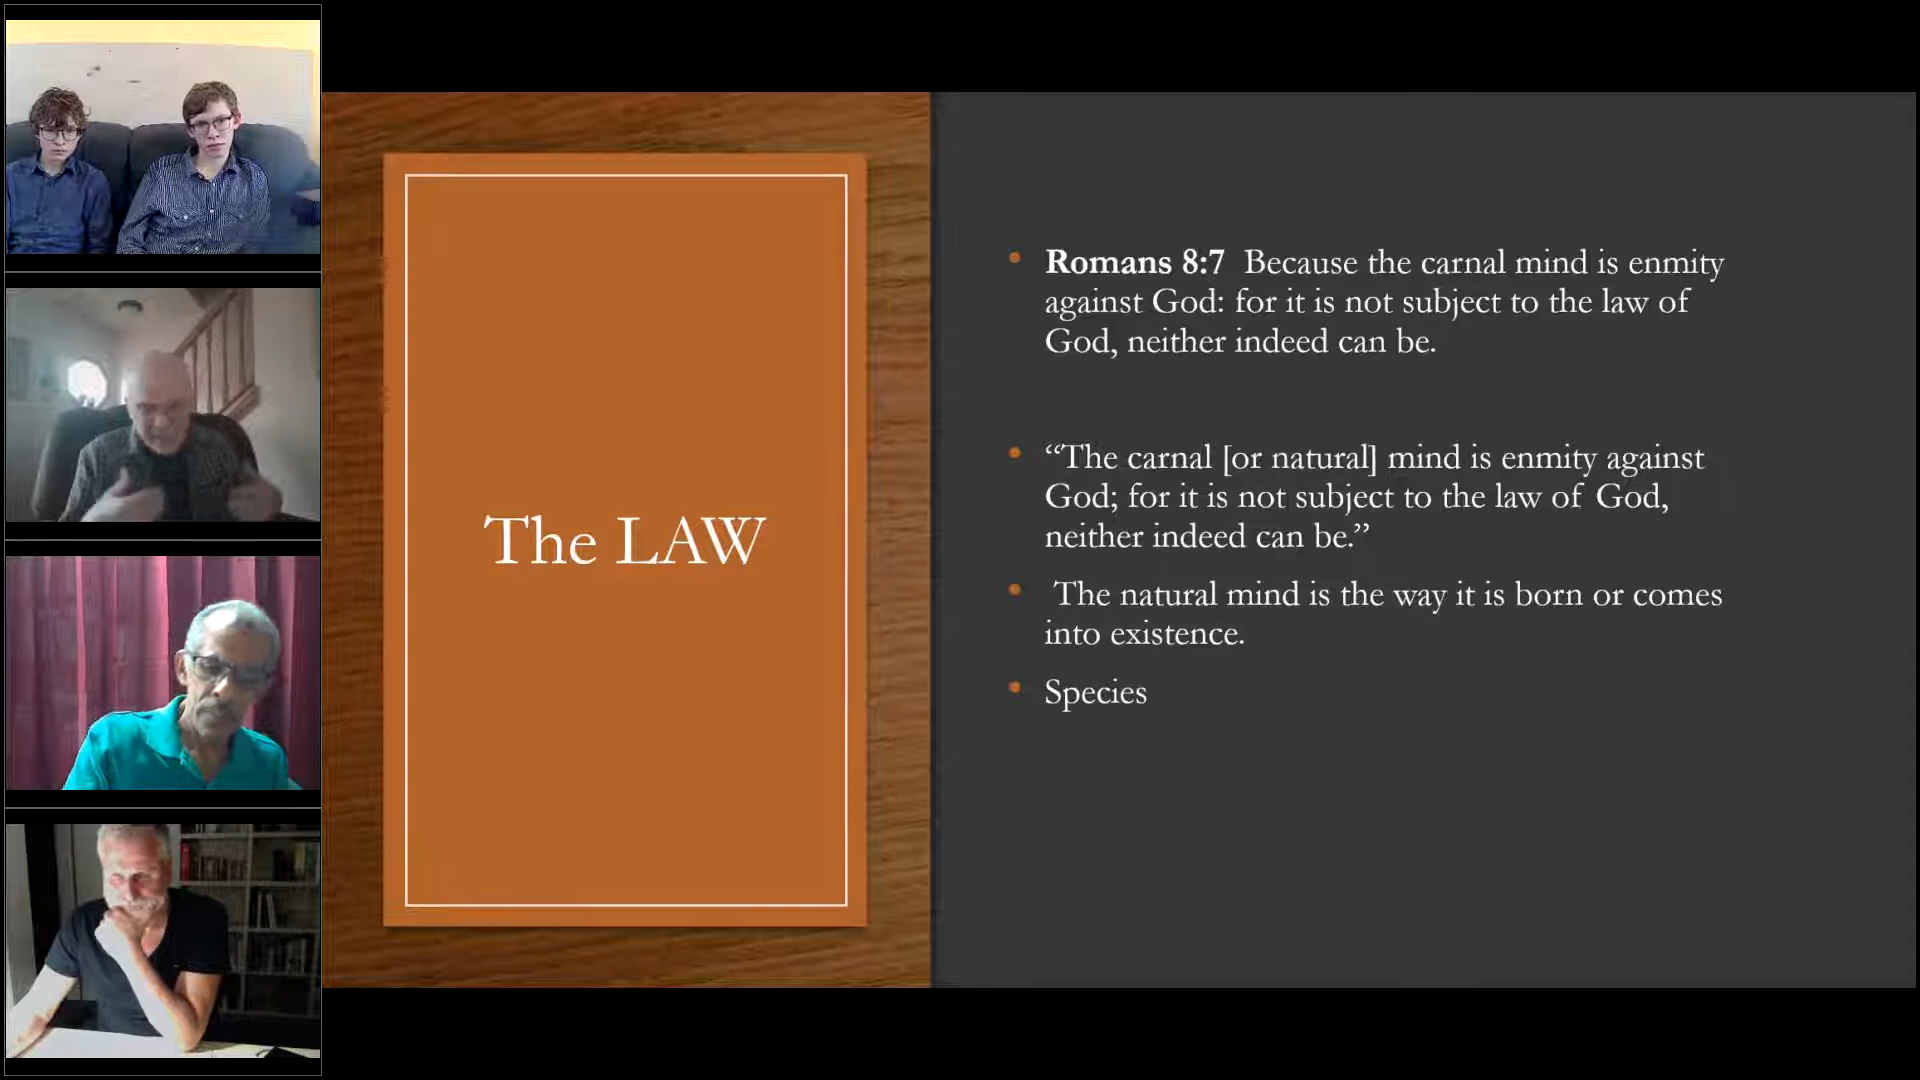 The LAW
Romans 8:7  Because the carnal mind is enmity
against God: for it is not subject to the law of
God, neither indeed can be.
“The carnal [or natural] mind is enmity against
God; for it is not subject to the law of God,
neither indeed can be.”
The natural mind is the way it is born or comes
into existence.
Species